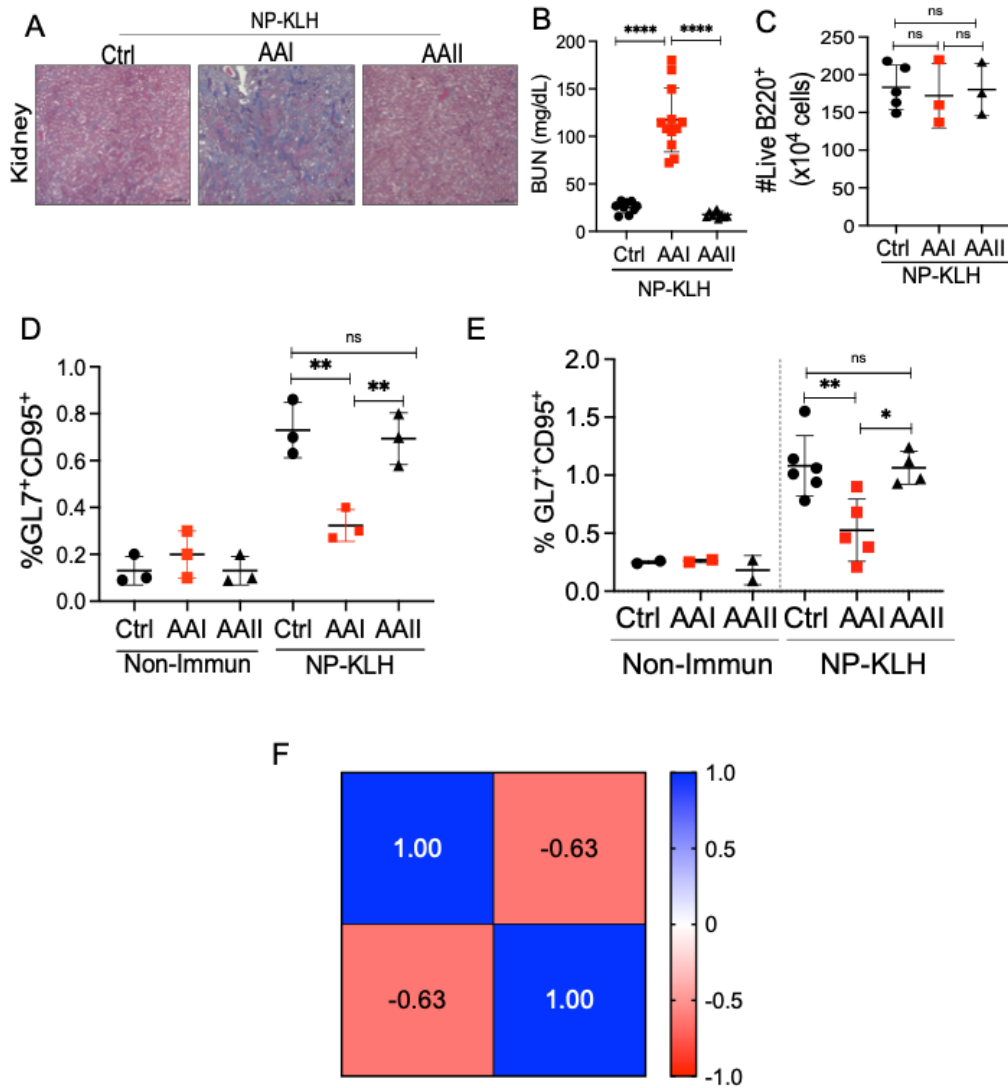 A
NP-KLH
Ctrl AAI AAII
Kidney
B
**** ****
BUN (mg/dL)
200
150
100
50
0
Ctrl AAI AAII
NP-KLH
C
ns
ns ns
#Live B220+
(x10⁴ cells)
250
200
150
100
50
0
Ctrl AAI AAII
NP-KLH
D
ns
**
**
%GL7+CD95+
1.0
0.8
0.6
0.4
0.2
0.0
Ctrl AAI AAII Ctrl AAI AAII
Non-Immun NP-KLH
E
ns
**
*
% GL7+CD95+
2.0
1.5
1.0
0.5
0.0
Ctrl AAI AAII Ctrl AAI AAII
Non-Immun NP-KLH
F
1.00 -0.63
-0.63 1.00
1.0
0.5
0
-0.5
-1.0